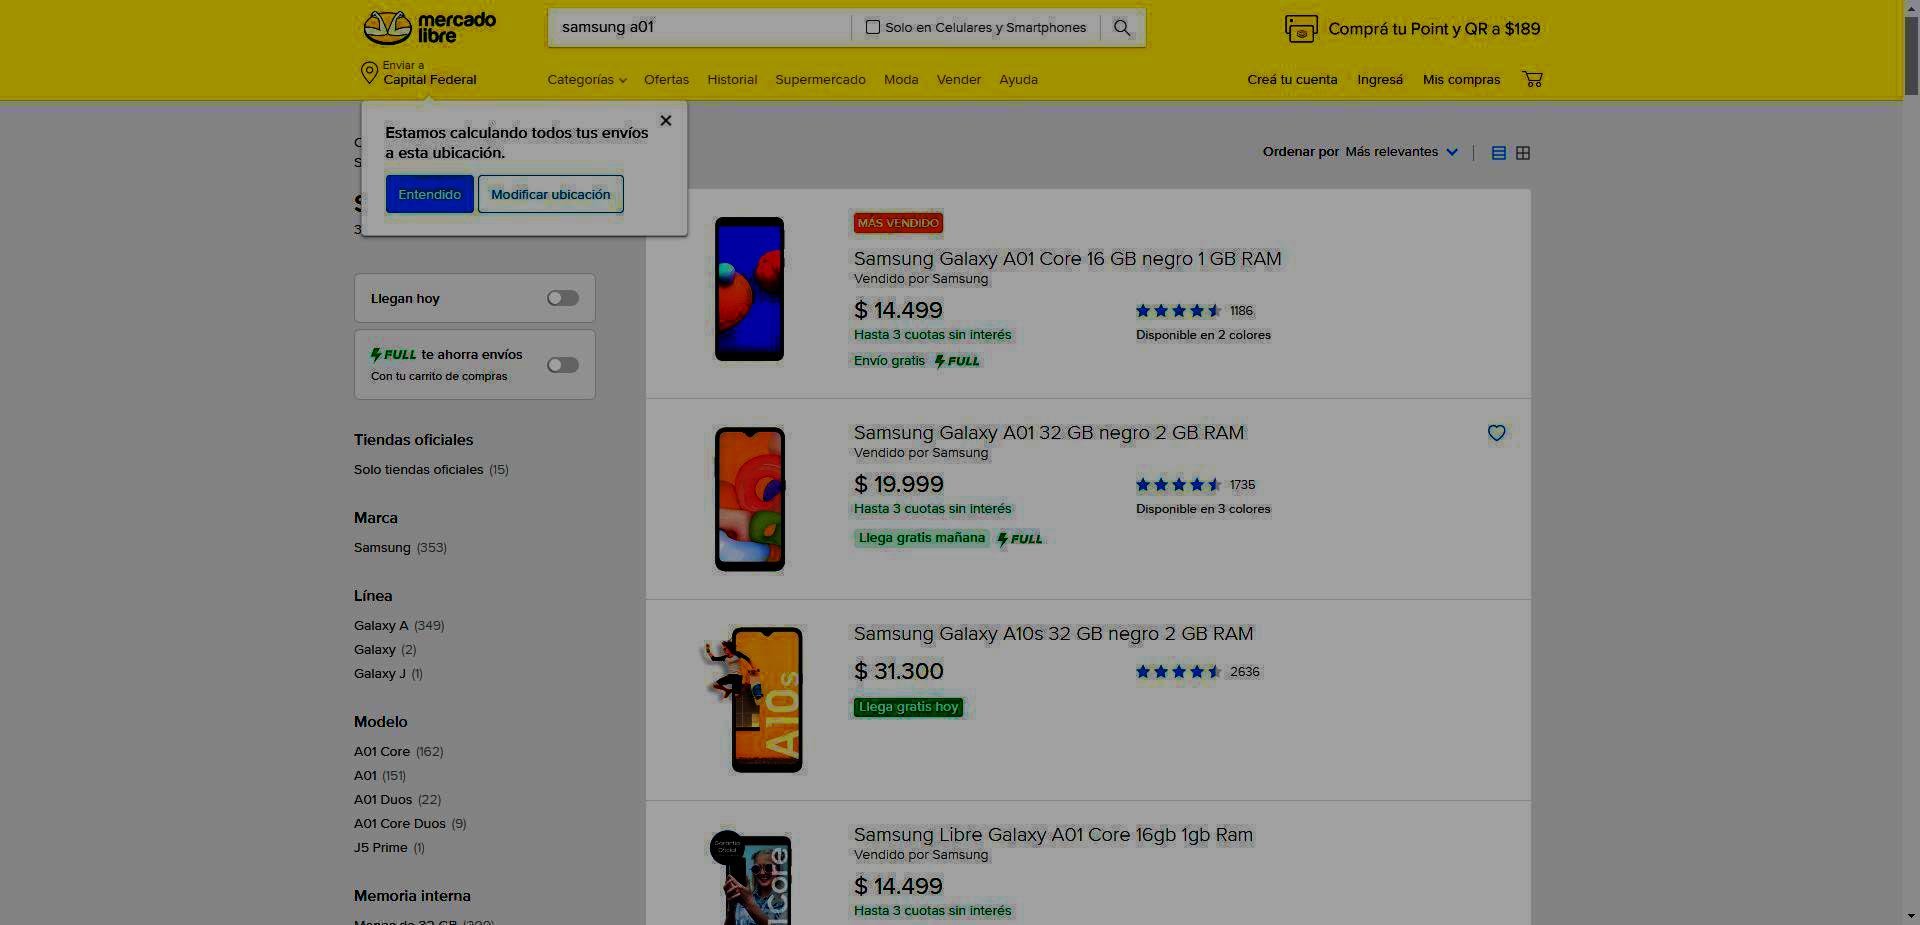 mercado
libre
samsung a01
Solo en Celulares y Smartphones
Comprá tu Point y QR a $189
Enviar a
Capital Federal
Categorías
Ofertas
Historial
Supermercado
Moda
Vender
Ayuda
Creá tu cuenta
Ingresá
Mis compras
Estamos calculando todos tus envíos
a esta ubicación.
Entendido
Modificar ubicación
Ordenar por Más relevantes
Llegan hoy
FULL te ahorra envíos
Con tu carrito de compras
Tiendas oficiales
Solo tiendas oficiales (15)
Marca
Samsung (353)
Línea
Galaxy A (349)
Galaxy (2)
Galaxy J (1)
Modelo
A01 Core (162)
A01 (151)
A01 Duos (22)
A01 Core Duos (9)
J5 Prime (1)
Memoria interna
MÁS VENDIDO
Samsung Galaxy A01 Core 16 GB negro 1 GB RAM
Vendido por Samsung
$ 14.499
1186
Hasta 3 cuotas sin interés
Disponible en 2 colores
Envío gratis FULL
Samsung Galaxy A01 32 GB negro 2 GB RAM
Vendido por Samsung
$ 19.999
1735
Hasta 3 cuotas sin interés
Disponible en 3 colores
Llega gratis mañana FULL
A10s
Samsung Galaxy A10s 32 GB negro 2 GB RAM
$ 31.300
2636
Llega gratis hoy
Garantía
Oficial
Samsung Libre Galaxy A01 Core 16gb 1gb Ram
Vendido por Samsung
$ 14.499
Hasta 3 cuotas sin interés